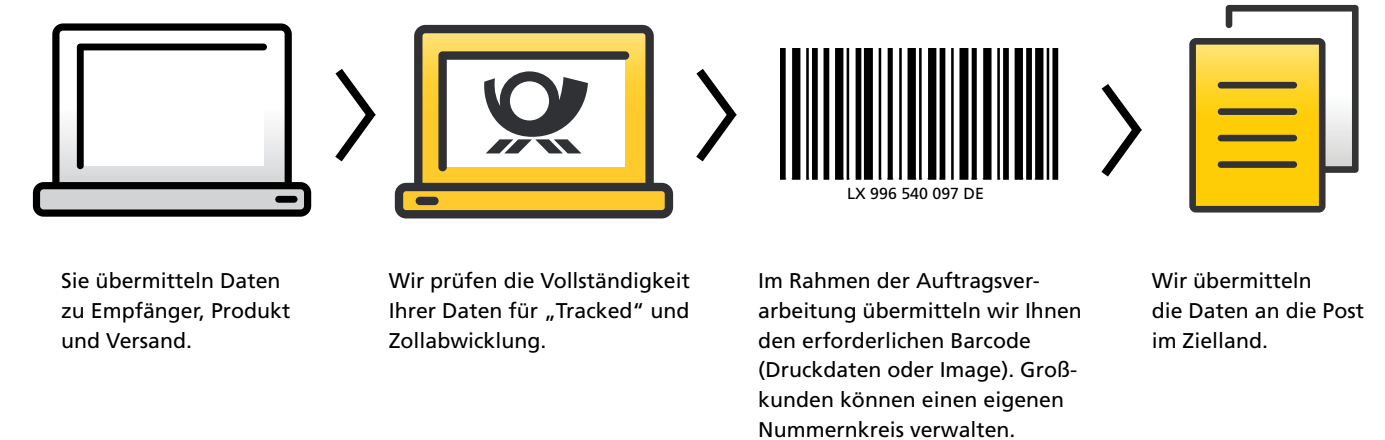 LX 996 540 097 DE
Sie übermitteln Daten
zu Empfänger, Produkt
und Versand.
Wir prüfen die Vollständigkeit
Ihrer Daten für „Tracked“ und
Zollabwicklung.
Im Rahmen der Auftragsver-
arbeitung übermitteln wir Ihnen
den erforderlichen Barcode
(Druckdaten oder Image). Groß-
kunden können einen eigenen
Nummernkreis verwalten.
Wir übermitteln
die Daten an die Post
im Zielland.